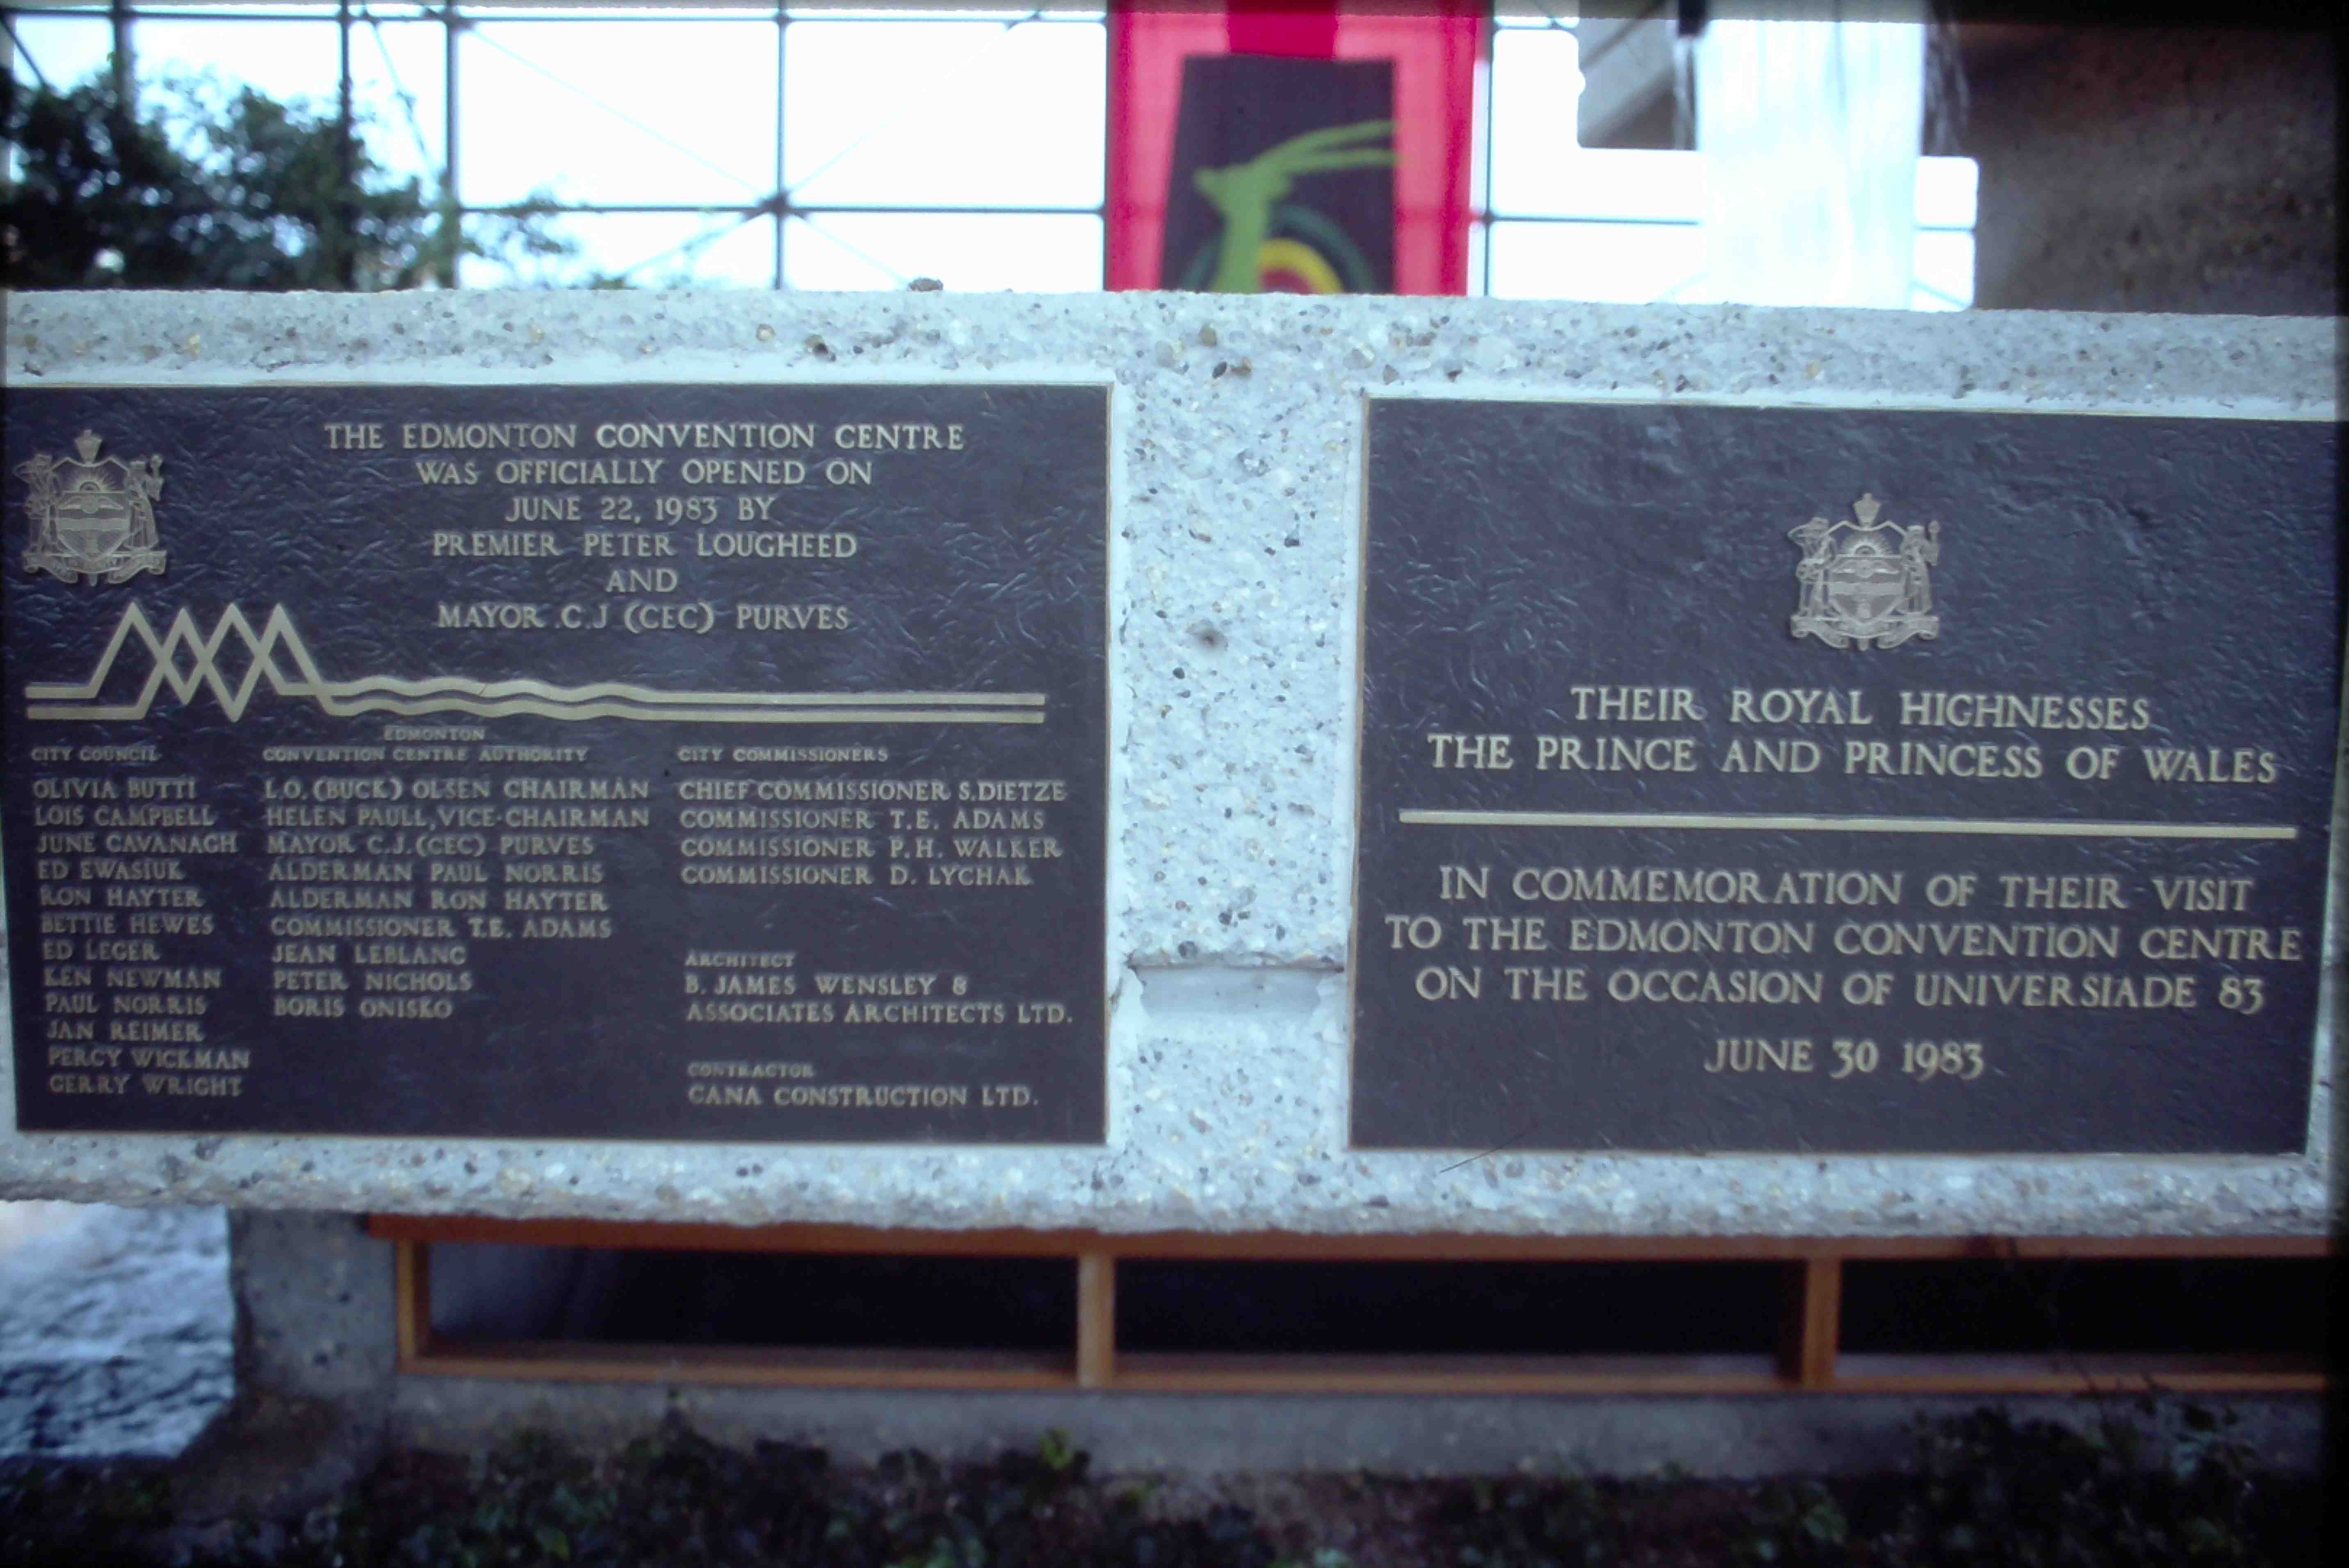 THE EDMONTON CONVENTION CENTRE
WAS OFFICIALLY OPENED ON
JUNE 22, 1983 BY
PREMIER PETER LOUGHEED
AND
MAYOR C.J (CEC) PURVES
CITY COUNCIL
OLIVIA BUTTI
LOIS CAMPBELL
JUNE CAVANAGH
ED EWASIUK
RON HAYTER
BETTIE HEWES
ED LEGER
KEN NEWMAN
PAUL NORRIS
JAN REIMER
PERCY WICKMAN
GERRY WRIGHT
EDMONTON
CONVENTION CENTRE AUTHORITY
L.O. (BUCK) OLSEN CHAIRMAN
HELEN PAULL, VICE-CHAIRMAN
MAYOR C.J. (CEC) PURVES
ALDERMAN PAUL NORRIS
ALDERMAN RON HAYTER
COMMISSIONER T.E. ADAMS
JEAN LEBLANC
PETER NICHOLS
BORIS ONISKO
CITY COMMISSIONERS
CHIEF COMMISSIONER S. DIETZE
COMMISSIONER T.E. ADAMS
COMMISSIONER P.H. WALKER
COMMISSIONER D. LYCHAK
ARCHITECT
B. JAMES WENSLEY &
ASSOCIATES ARCHITECTS LTD.
CONTRACTOR
CANA CONSTRUCTION LTD.
THEIR ROYAL HIGHNESSES
THE PRINCE AND PRINCESS OF WALES
IN COMMEMORATION OF THEIR VISIT
TO THE EDMONTON CONVENTION CENTRE
ON THE OCCASION OF UNIVERSIADE 83
JUNE 30 1983